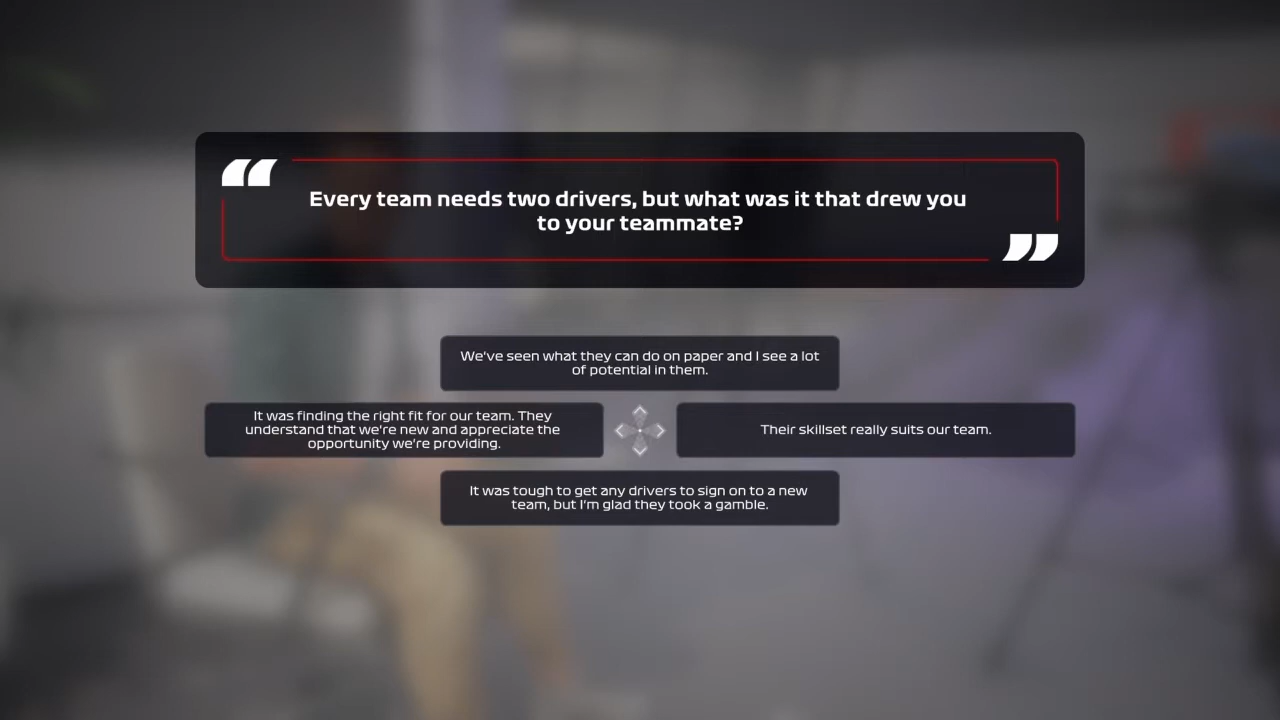 Every team needs two drivers, but what was it that drew you
to your teammate?
We've seen what they can do on paper and I see a lot
of potential in them.
It was finding the right fit for our team. They
understand that we're new and appreciate the
opportunity we're providing.
Their skillset really suits our team.
It was tough to get any drivers to sign on to a new
team, but I'm glad they took a gamble.